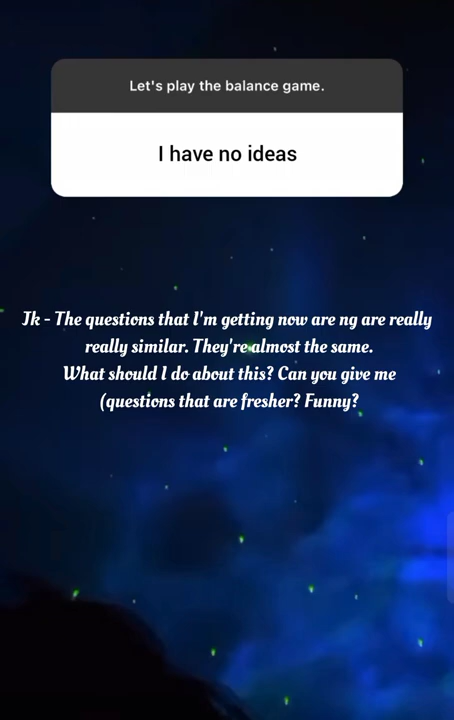 Let's play the balance game.
I have no ideas
Jk - The questions that I'm getting now are ng are really
really similar. They're almost the same.
What should I do about this? Can you give me
(questions that are fresher? Funny?